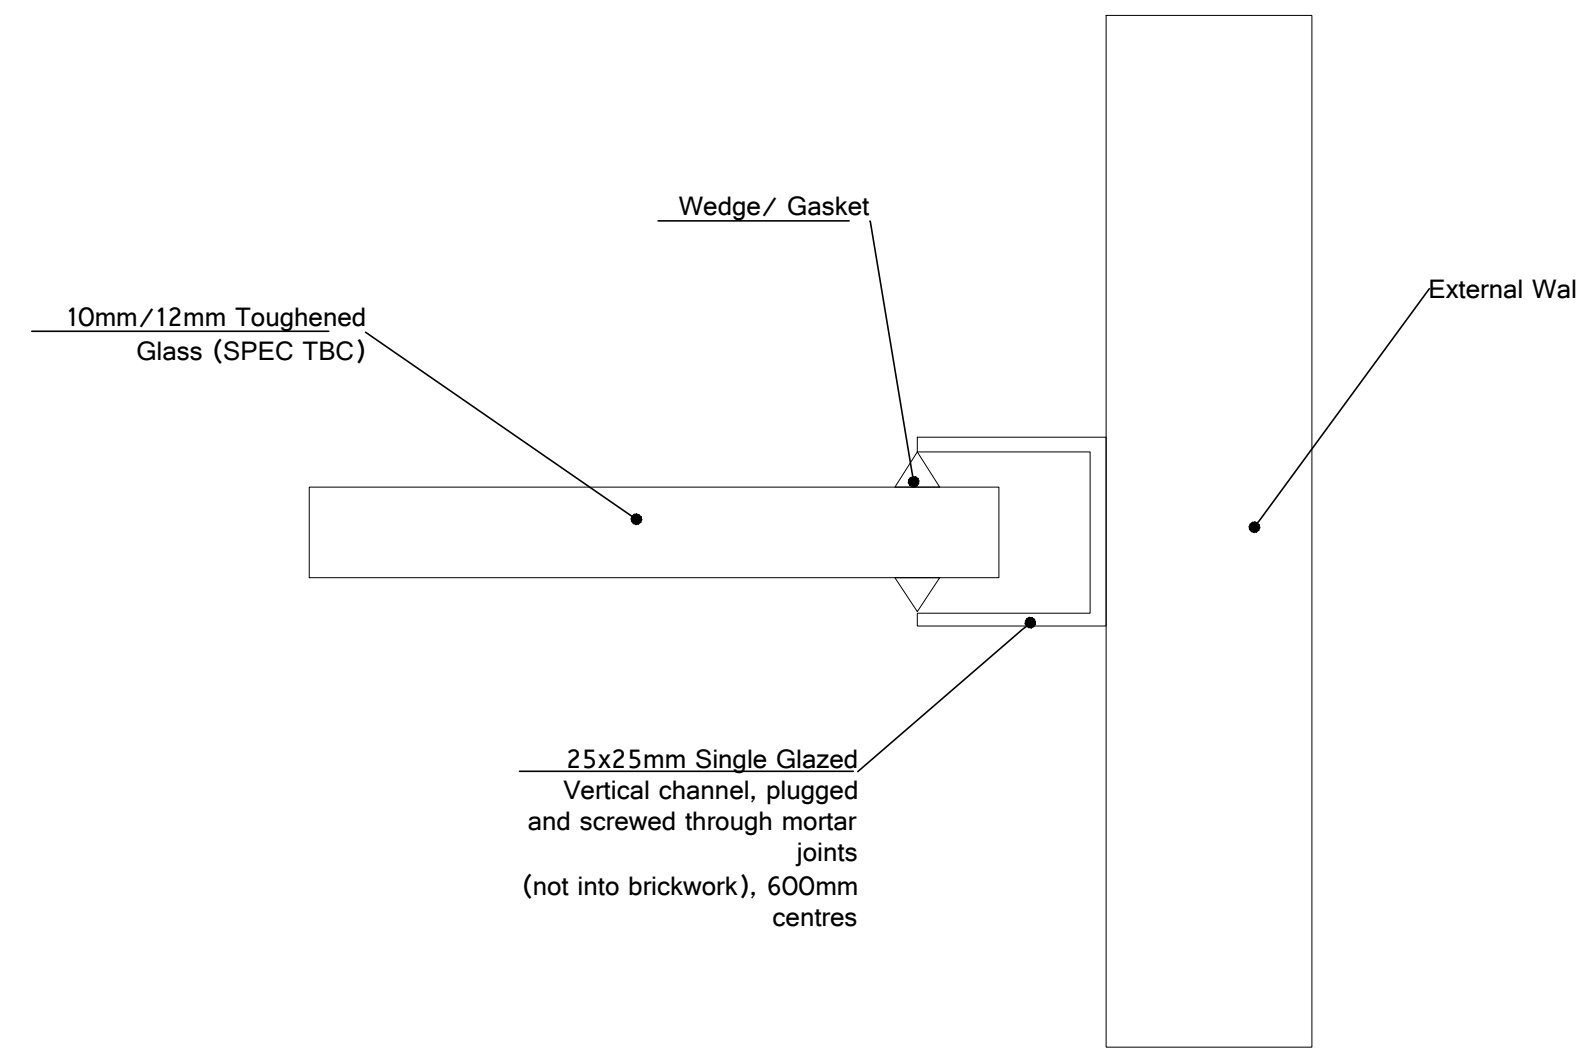 Wedge/ Gasket
10mm/12mm Toughened
Glass (SPEC TBC)
External Wal
25x25mm Single Glazed
Vertical channel, plugged
and screwed through mortar
joints
(not into brickwork), 600mm
centres